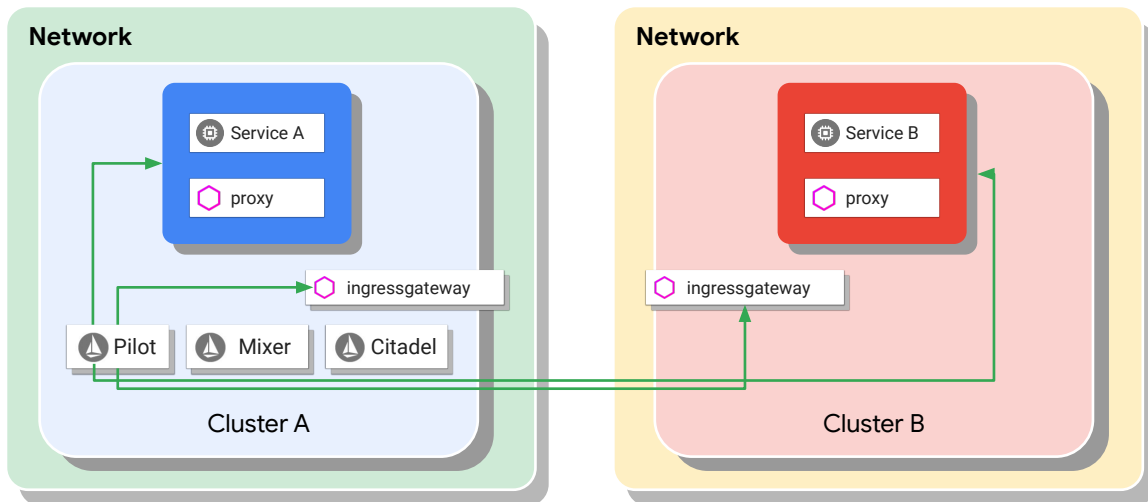 Network
Service A
proxy
ingressgateway
Pilot
Mixer
Citadel
Cluster A
Network
Service B
proxy
ingressgateway
Cluster B